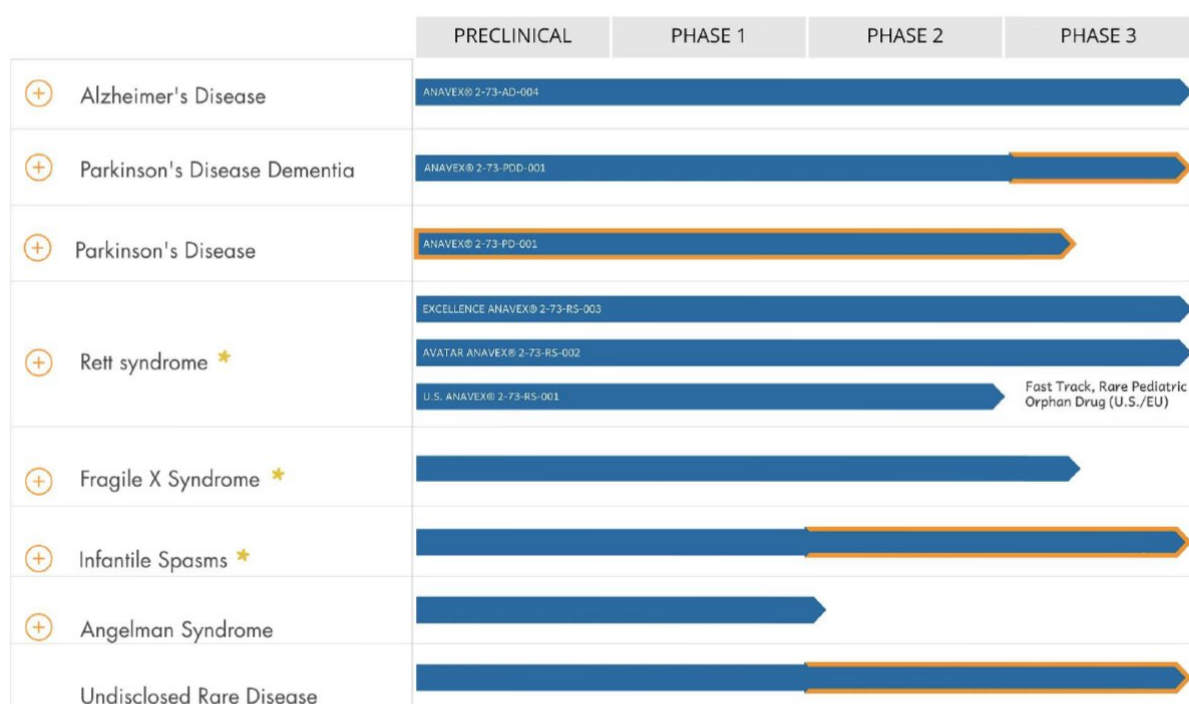 PRECLINICAL PHASE 1 PHASE 2 PHASE 3
Alzheimer's Disease
ANAVEX® 2-73-AD-004
Parkinson's Disease Dementia
ANAVEX® 2-73-PDD-001
Parkinson's Disease
ANAVEX® 2-73-PD-001
Rett syndrome *
EXCELLENCE ANAVEX® 2-73-RS-003
AVATAR ANAVEX® 2-73-RS-002
U.S. ANAVEX® 2-73-RS-001
Fast Track, Rare Pediatric
Orphan Drug (U.S./EU)
Fragile X Syndrome *
Infantile Spasms *
Angelman Syndrome
Undisclosed Rare Disease